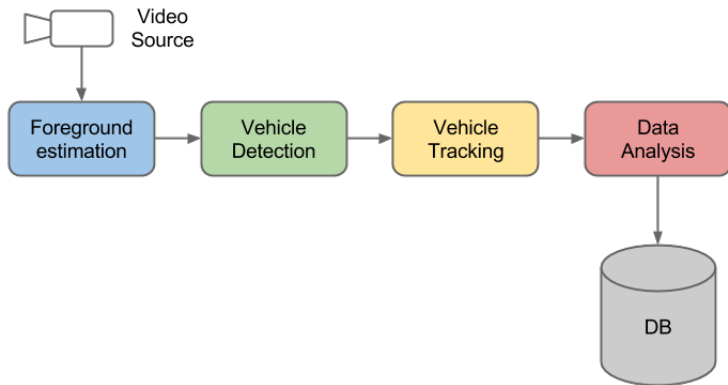 Video
Source
Foreground
estimation
Vehicle
Detection
Vehicle
Tracking
Data
Analysis
DB